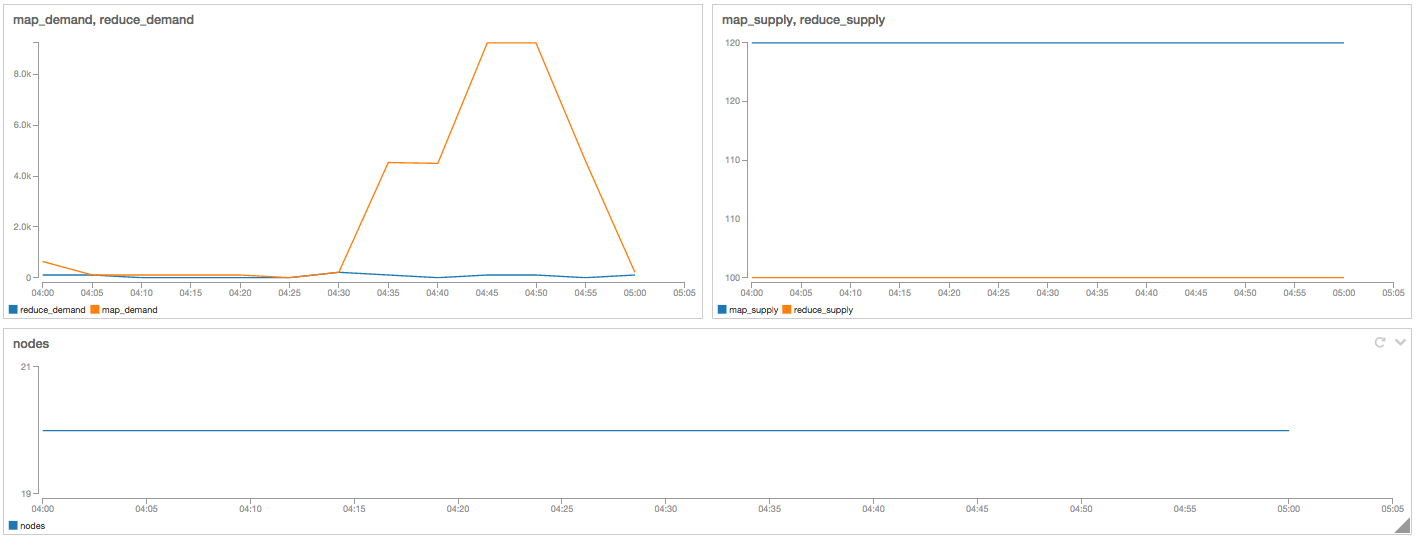 map_demand, reduce_demand
8.0k
6.0k
4.0k
2.0k
0
04:00 04:05 04:10 04:15 04:20 04:25 04:30 04:35 04:40 04:45 04:50 04:55 05:00 05:05
reduce_demand map_demand
map_supply, reduce_supply
120
120
110
110
100
04:00 04:05 04:10 04:15 04:20 04:25 04:30 04:35 04:40 04:45 04:50 04:55 05:00 05:05
map_supply reduce_supply
nodes
21
19
04:00 04:05 04:10 04:15 04:20 04:25 04:30 04:35 04:40 04:45 04:50 04:55 05:00 05:05
nodes